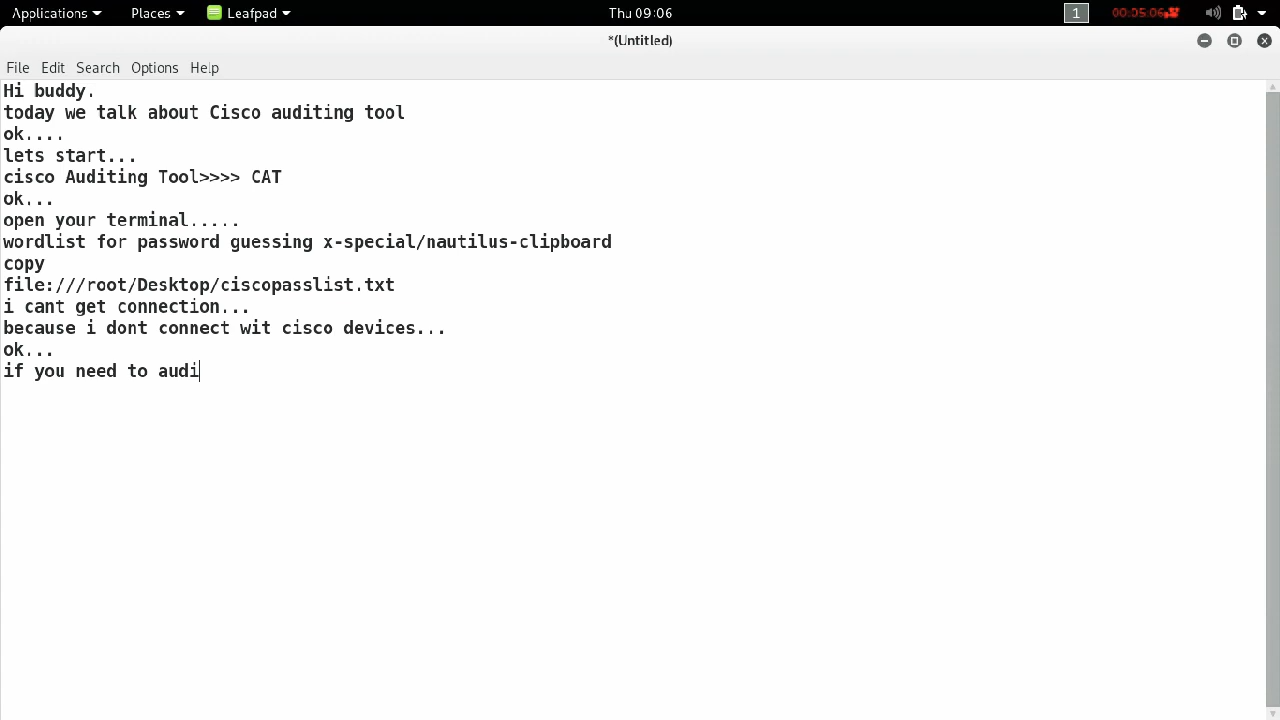 Applications Places Leafpad Thu 09:06 1 00:05:06
*(Untitled)
File Edit Search Options Help
Hi buddy.
today we talk about Cisco auditing tool
ok....
lets start...
cisco Auditing Tool>>>> CAT
ok...
open your terminal.....
wordlist for password guessing x-special/nautilus-clipboard
copy
file:///root/Desktop/ciscopasslist.txt
i cant get connection...
because i dont connect wit cisco devices...
ok...
if you need to audi